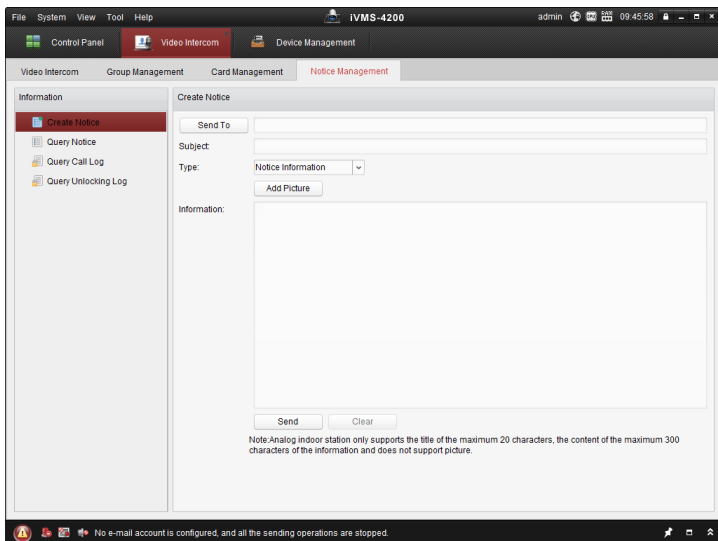 File System View Tool Help iVMS-4200 admin 09:45:58
Control Panel Video Intercom Device Management
Video Intercom Group Management Card Management Notice Management
Information
Create Notice
Query Notice
Query Call Log
Query Unlocking Log
Create Notice
Send To
Subject:
Type: Notice Information
Add Picture
Information:
Send Clear
Note:Analog indoor station only supports the title of the maximum 20 characters, the content of the maximum 300
characters of the information and does not support picture.
No e-mail account is configured, and all the sending operations are stopped.